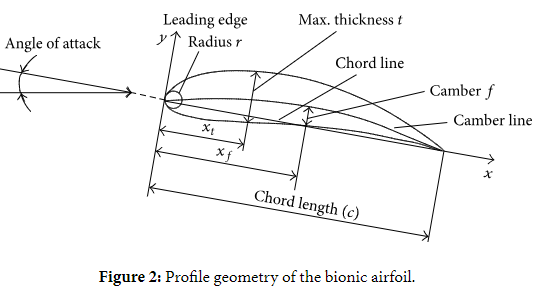 Leading edge
Max. thickness t
y
Radius r
Angle of attack
Chord line
Camber f
Camber line
x_t
x_f
x
Chord length (c)
Figure 2: Profile geometry of the bionic airfoil.